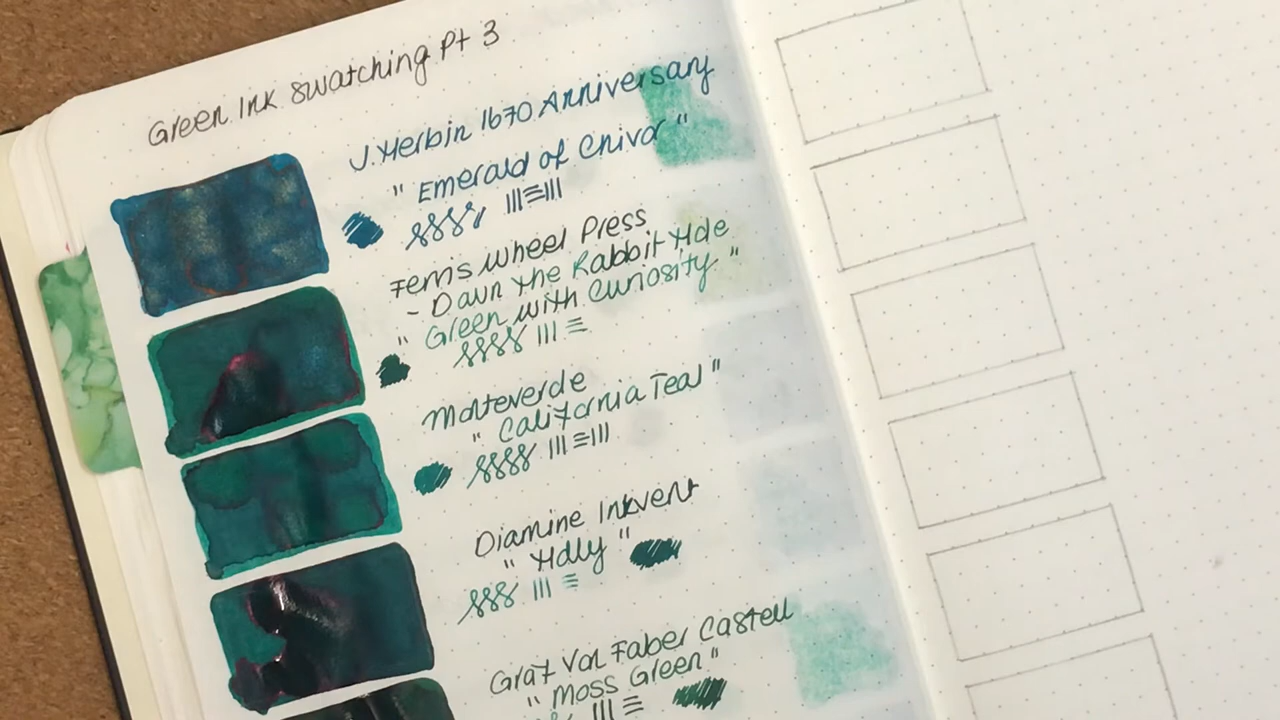 Green Ink Swatching Pt 3
J.Herbin 1670 Anniversary
" Emerald of Chivor "
Ferris Wheel Press
- Down the Rabbit Hole
" Green with Curiosity "
Monteverde
" California Teal "
Diamine Inkvent
" Holly "
Graf Von Faber Castell
" Moss Green "